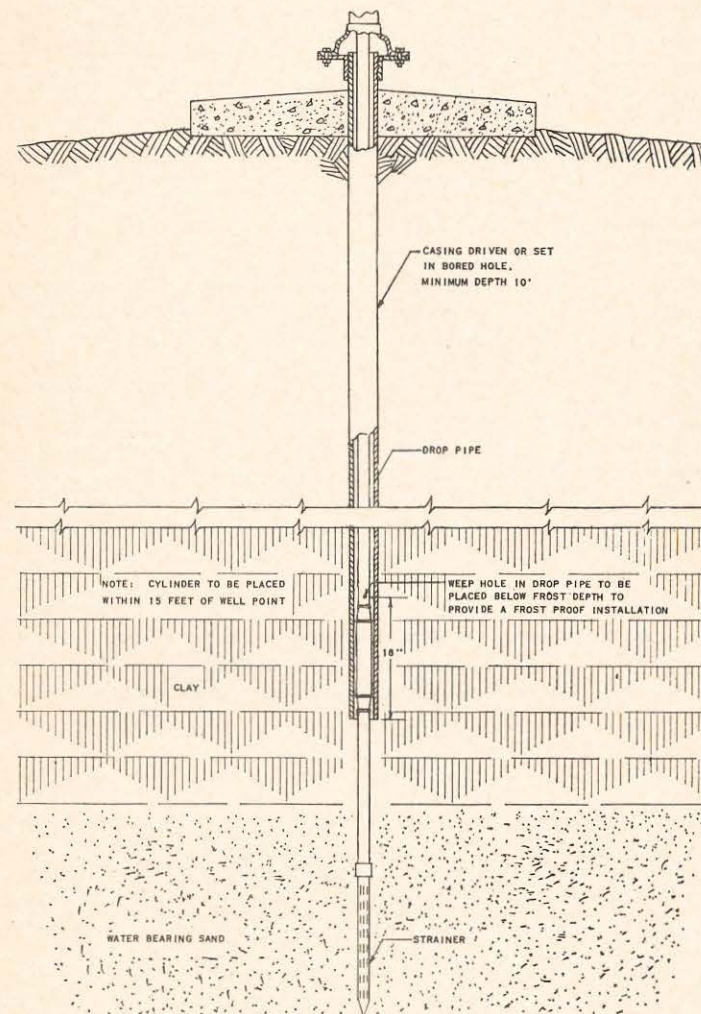 CASING DRIVEN OR SET
IN BORED HOLE,
MINIMUM DEPTH 10'
DROP PIPE
NOTE: CYLINDER TO BE PLACED
WITHIN 15 FEET OF WELL POINT
WEEP HOLE IN DROP PIPE TO BE
PLACED BELOW FROST DEPTH TO
PROVIDE A FROST PROOF INSTALLATION
18"
CLAY
WATER BEARING SAND
STRAINER